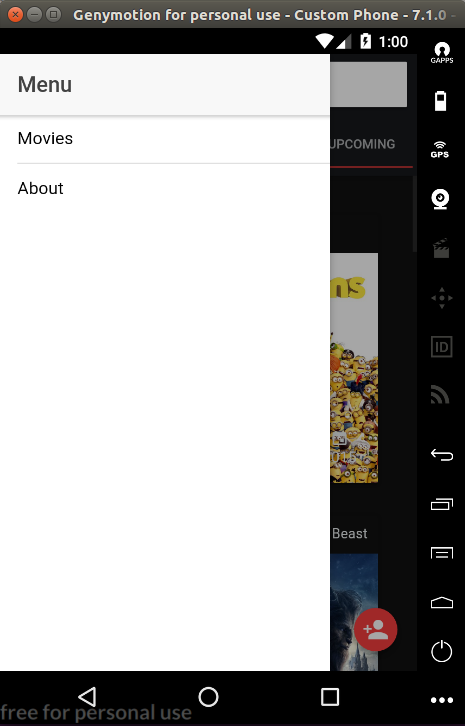 Genymotion for personal use - Custom Phone - 7.1.0 -
1:00
GAPPS
Menu
UPCOMING
Movies
GPS
About
ID
Beast
free for personal use